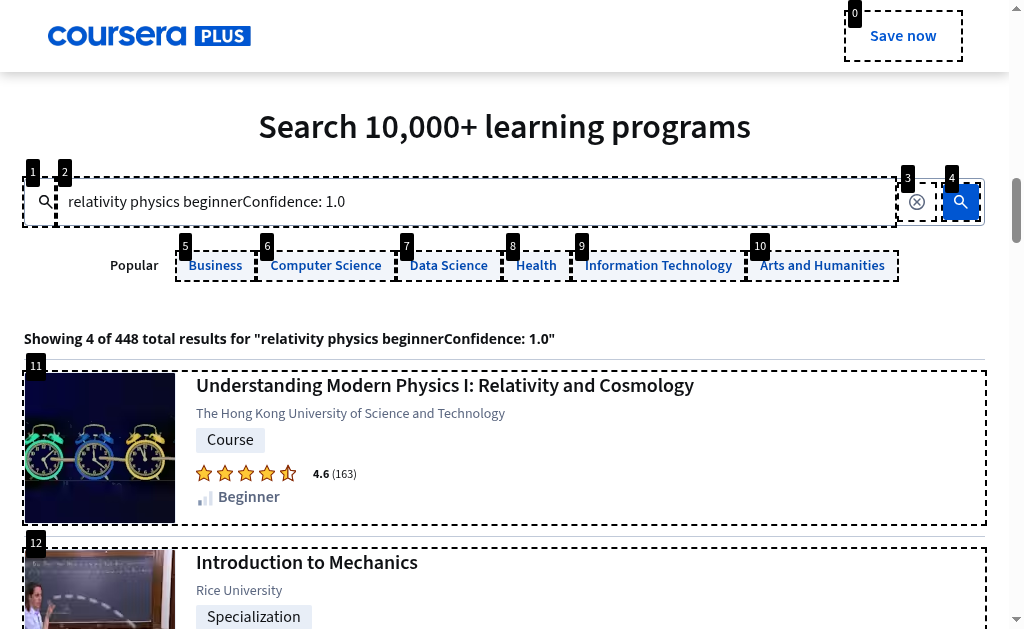 coursera PLUS
0
Save now
Search 10,000+ learning programs
1
2
3
4
relativity physics beginnerConfidence: 1.0
5
6
7
8
9
10
Popular
Business
Computer Science
Data Science
Health
Information Technology
Arts and Humanities
Showing 4 of 448 total results for "relativity physics beginnerConfidence: 1.0"
11
Understanding Modern Physics I: Relativity and Cosmology
The Hong Kong University of Science and Technology
Course
4.6 (163)
Beginner
12
Introduction to Mechanics
Rice University
Specialization